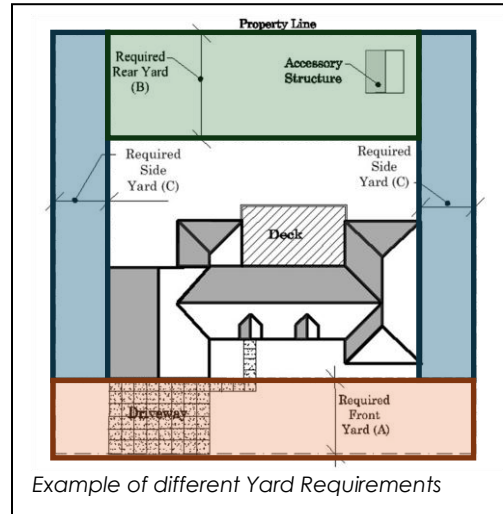 Property Line
Required
Rear Yard
(B)
Accessory
Structure
Required
Side
Yard (C)
Required
Side
Yard (C)
Deck
Driveway
Required
Front
Yard (A)
Example of different Yard Requirements